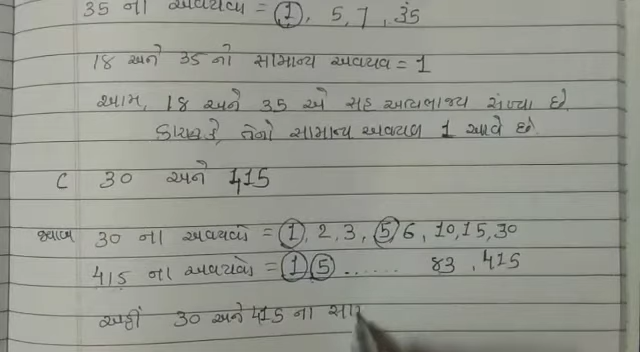 35 ના અવયવો = 1, 5, 7, 35
18 અને 35 નો સામાન્ય અવયવ = 1
આમ, 18 અને 35 એ સહ અવિભાજ્ય સંખ્યા છે.
કારણકે, તેનો સામાન્ય અવયવ 1 આવે છે.
C 30 અને 415
જવાબ 30 ના અવયવો = 1, 2, 3, 5, 6, 10, 15, 30
415 ના અવયવો = 1 5 ...... 83, 415
અહીં 30 અને 415 ના સા